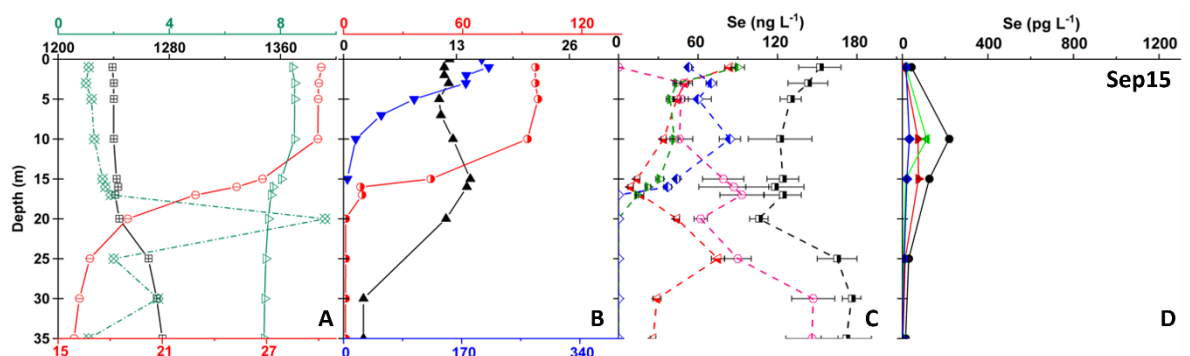 0 4 8
1200 1280 1360
0 60 120
0 13 26
Se (ng L⁻¹)
0 60 120 180
Se (pg L⁻¹)
0 400 800 1200
Sep15
Depth (m)
0
5
10
15
20
25
30
35
A B C D
15 21 27
0 170 340